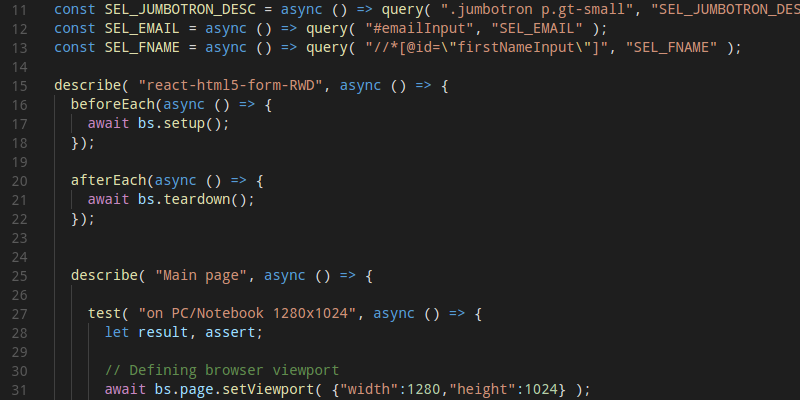 11 const SEL_JUMBOTRON_DESC = async () => query( ".jumbotron p.gt-small", "SEL_JUMBOTRON_DES
12 const SEL_EMAIL = async () => query( "#emailInput", "SEL_EMAIL" );
13 const SEL_FNAME = async () => query( "//*[@id=\"firstNameInput\"]", "SEL_FNAME" );
14
15 describe( "react-html5-form-RWD", async () => {
16 beforeEach(async () => {
17 await bs.setup();
18 });
19
20 afterEach(async () => {
21 await bs.teardown();
22 });
23
24
25 describe( "Main page", async () => {
26
27 test( "on PC/Notebook 1280x1024", async () => {
28 let result, assert;
29
30 // Defining browser viewport
31 await bs.page.setViewport( {"width":1280,"height":1024} );